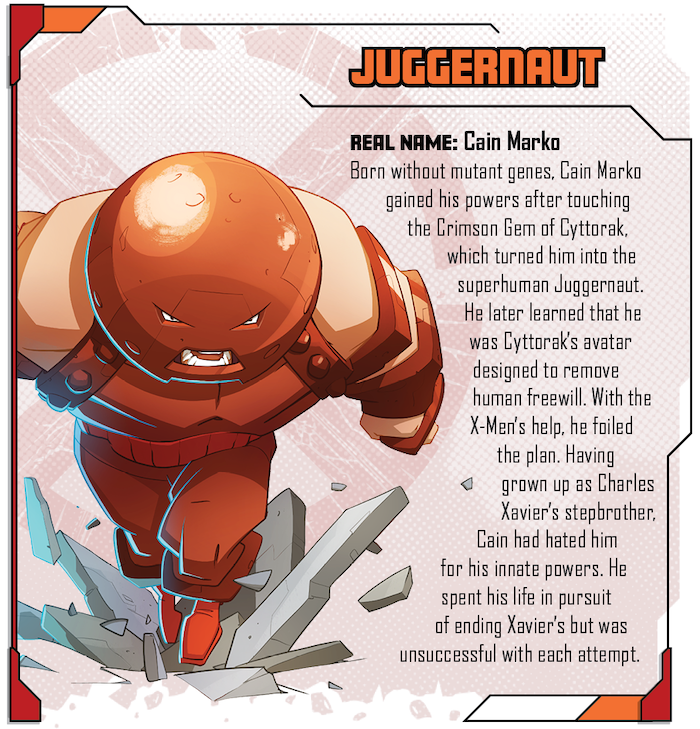 JUGGERNAUT
REAL NAME: Cain Marko
Born without mutant genes, Cain Marko
gained his powers after touching
the Crimson Gem of Cyttorak,
which turned him into the
superhuman Juggernaut.
He later learned that he
was Cyttorak's avatar
designed to remove
human freewill. With the
X-Men's help, he foiled
the plan. Having
grown up as Charles
Xavier's stepbrother,
Cain had hated him
for his innate powers. He
spent his life in pursuit
of ending Xavier's but was
unsuccessful with each attempt.